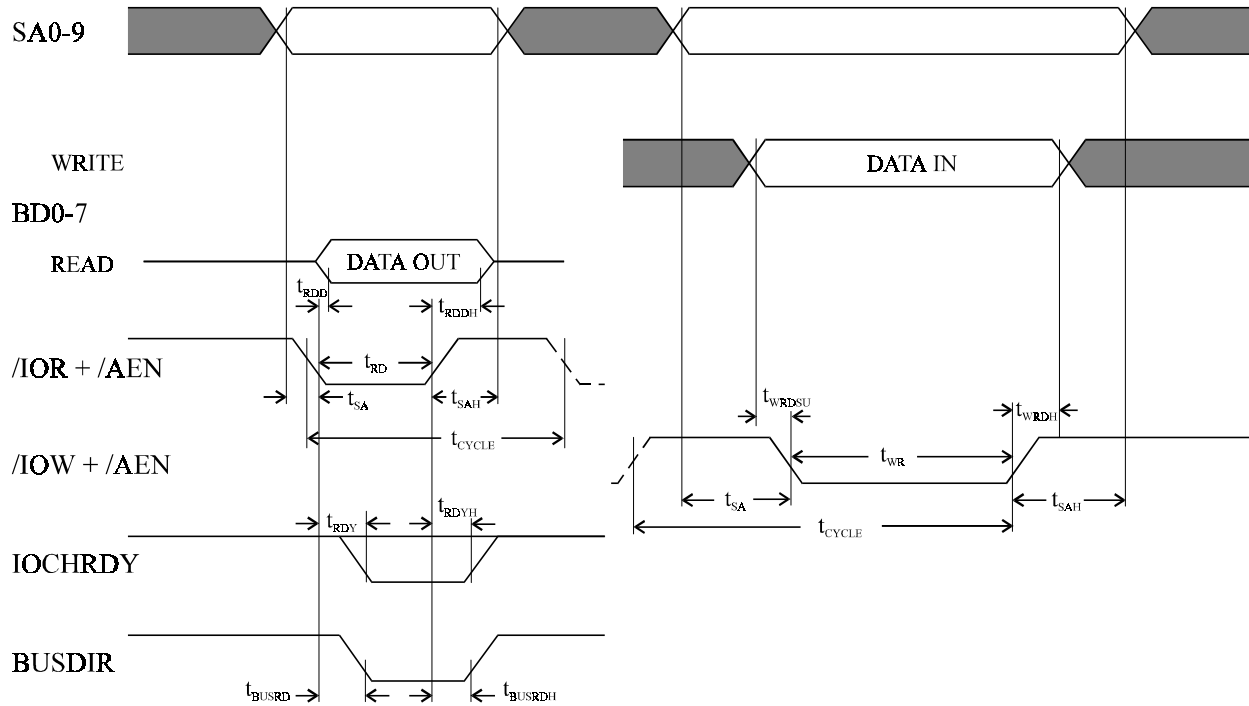 SA0-9
WRITE
DATA IN
BD0-7
READ
DATA OUT
tRDD
tRDDH
/IOR + /AEN
tRD
tSA
tSAH
tWRDSU
tWRDH
tCYCLE
/IOW + /AEN
tWR
tSA
tSAH
tRDY
tRDYH
tCYCLE
IOCHRDY
BUSDIR
tBUSRD
tBUSRDH